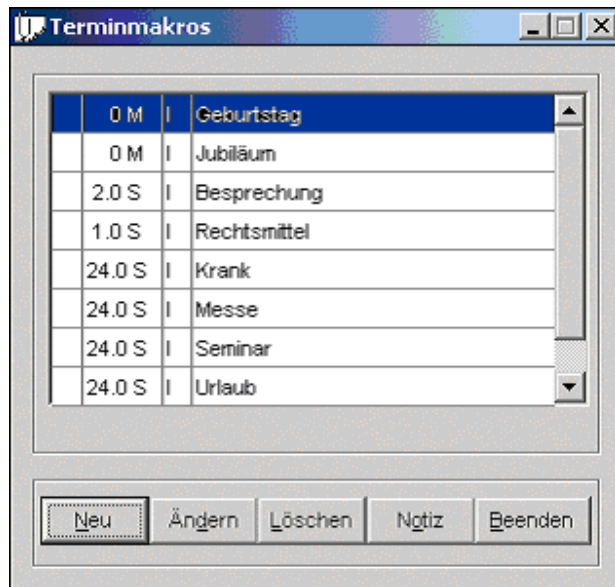 Terminmakros
0 M I Geburtstag
0 M I Jubiläum
2.0 S I Besprechung
1.0 S I Rechtsmittel
24.0 S I Krank
24.0 S I Messe
24.0 S I Seminar
24.0 S I Urlaub
Neu Ändern Löschen Notiz Beenden